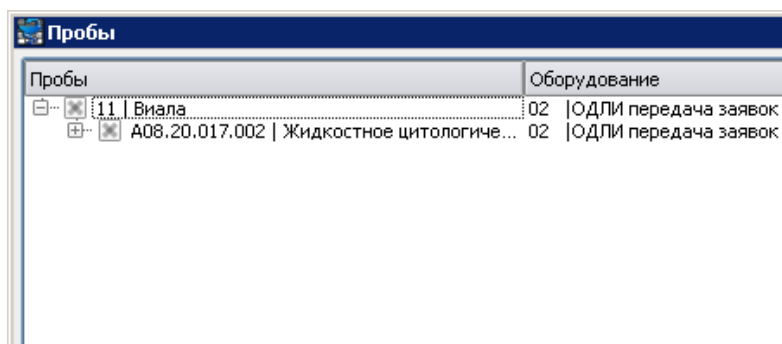 Пробы
Пробы Оборудование
11 | Виала 02 |ОДЛИ передача заявок
A08.20.017.002 | Жидкостное цитологиче... 02 |ОДЛИ передача заявок